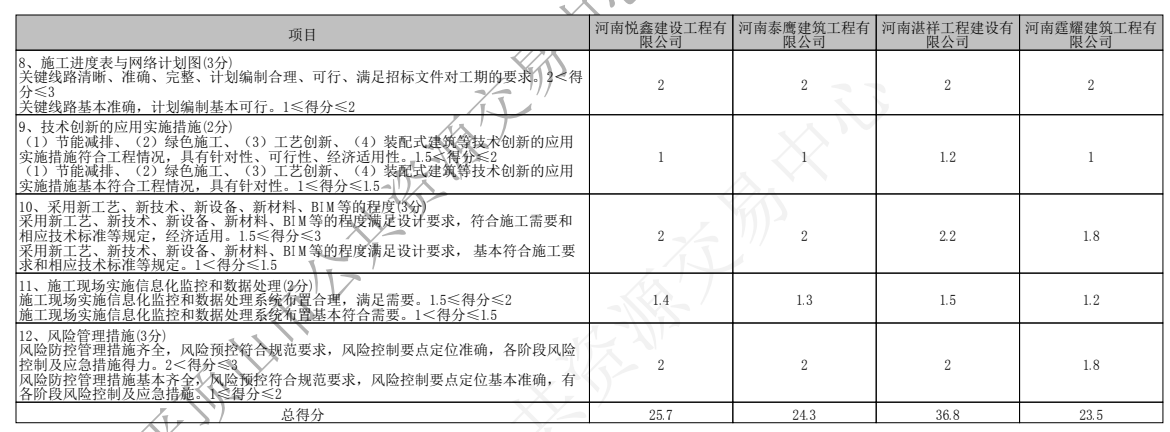 项目
河南悦鑫建设工程有
限公司
河南泰鹰建筑工程有
限公司
河南湛祥工程建设有
限公司
河南霆耀建筑工程有
限公司
8、施工进度表与网络计划图(3分)
关键线路清晰、准确、完整、计划编制合理、可行、满足招标文件对工期的要求。2＜得
分≤3
关键线路基本准确，计划编制基本可行。1≤得分≤2
2
2
2
2
9、技术创新的应用实施措施(2分)
（1）节能减排、（2）绿色施工、（3）工艺创新、（4）装配式建筑等技术创新的应用
实施措施符合工程情况，具有针对性、可行性、经济适用性。1.5≤得分≤2
（1）节能减排、（2）绿色施工、（3）工艺创新、（4）装配式建筑等技术创新的应用
实施措施基本符合工程情况，具有针对性。1≤得分≤1.5
1
1
1.2
1
10、采用新工艺、新技术、新设备、新材料、BIM等的程度(3分)
采用新工艺、新技术、新设备、新材料、BIM等的程度满足设计要求，符合施工需要和
相应技术标准等规定，经济适用。1.5≤得分≤3
采用新工艺、新技术、新设备、新材料、BIM等的程度满足设计要求， 基本符合施工要
求和相应技术标准等规定。1＜得分≤1.5
2
2
2.2
1.8
11、施工现场实施信息化监控和数据处理(2分)
施工现场实施信息化监控和数据处理系统布置合理，满足需要。1.5≤得分≤2
施工现场实施信息化监控和数据处理系统布置基本符合需要。1＜得分≤1.5
1.4
1.3
1.5
1.2
12、风险管理措施(3分)
风险防控管理措施齐全，风险预控符合规范要求，风险控制要点定位准确，各阶段风险
控制及应急措施得力。2＜得分≤3
风险防控管理措施基本齐全，风险预控符合规范要求，风险控制要点定位基本准确，有
各阶段风险控制及应急措施。1≤得分≤2
2
2
2
1.8
总得分
25.7
24.3
36.8
23.5
平顶山市公共资源交易中心
共资源交易中心